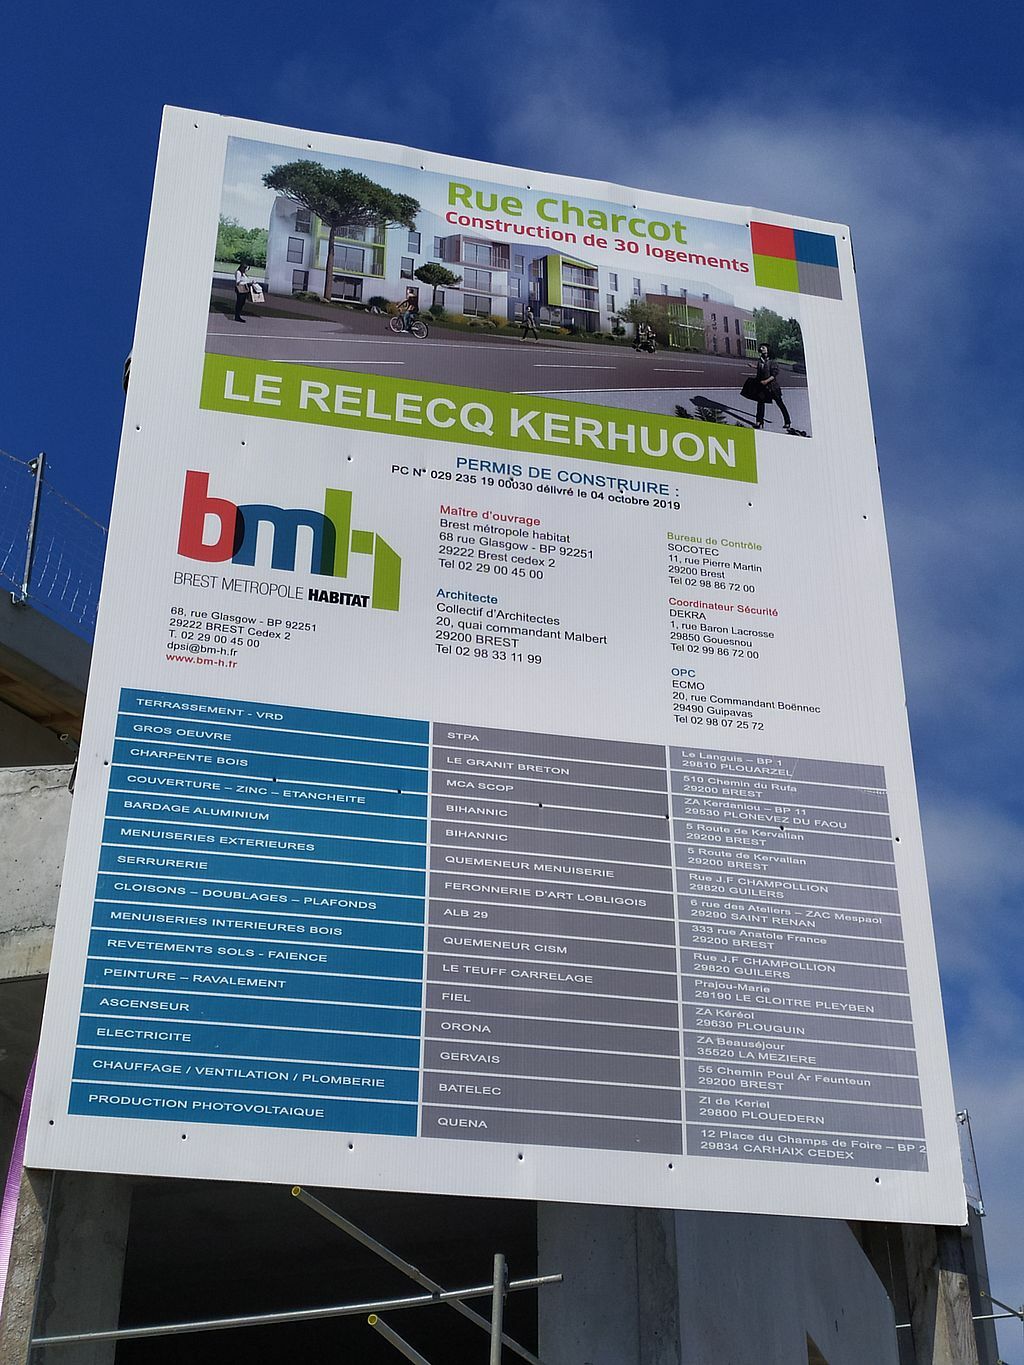 Rue Charcot
Construction de 30 logements
LE RELECQ KERHUON
PERMIS DE CONSTRUIRE :
PC N° 029 235 19 00030 délivré le 04 octobre 2019
bmh
BREST METROPOLE HABITAT
68, rue Glasgow - BP 92251
29222 BREST Cedex 2
T. 02 29 00 45 00
dpsi@bm-h.fr
www.bm-h.fr
Maître d'ouvrage
Brest métropole habitat
68 rue Glasgow - BP 92251
29222 Brest cedex 2
Tel 02 29 00 45 00
Architecte
Collectif d'Architectes
20, quai commandant Malbert
29200 BREST
Tel 02 98 33 11 99
Bureau de Contrôle
SOCOTEC
11, rue Pierre Martin
29200 Brest
Tel 02 98 86 72 00
Coordinateur Sécurité
DEKRA
1, rue Baron Lacrosse
29850 Gouesnou
Tel 02 99 86 72 00
OPC
ECMO
20, rue Commandant Boënnec
29490 Guipavas
Tel 02 98 07 25 72
TERRASSEMENT - VRD
STPA
Le Languis – BP 1
29810 PLOUARZEL
GROS OEUVRE
LE GRANIT BRETON
510 Chemin du Rufa
29200 BREST
CHARPENTE BOIS
MCA SCOP
ZA Kerdaniou – BP 11
29530 PLONEVEZ DU FAOU
COUVERTURE – ZINC – ETANCHEITE
BIHANNIC
5 Route de Kervallan
29200 BREST
BARDAGE ALUMINIUM
BIHANNIC
5 Route de Kervallan
29200 BREST
MENUISERIES EXTERIEURES
QUEMENEUR MENUISERIE
Rue J.F CHAMPOLLION
29820 GUILERS
SERRURERIE
FERONNERIE D'ART LOBLIGOIS
6 rue des Ateliers – ZAC Mespaol
29290 SAINT RENAN
CLOISONS – DOUBLAGES – PLAFONDS
ALB 29
333 rue Anatole France
29200 BREST
MENUISERIES INTERIEURES BOIS
QUEMENEUR CISM
Rue J.F CHAMPOLLION
29820 GUILERS
REVETEMENTS SOLS - FAIENCE
LE TEUFF CARRELAGE
Prajou-Marie
29190 LE CLOITRE PLEYBEN
PEINTURE – RAVALEMENT
FIEL
ZA Kéréol
29630 PLOUGUIN
ASCENSEUR
ORONA
ZA Beauséjour
35520 LA MEZIERE
ELECTRICITE
GERVAIS
55 Chemin Poul Ar Feunteun
29200 BREST
CHAUFFAGE / VENTILATION / PLOMBERIE
BATELEC
ZI de Keriel
29800 PLOUEDERN
PRODUCTION PHOTOVOLTAIQUE
QUENA
12 Place du Champs de Foire – BP 2
29834 CARHAIX CEDEX